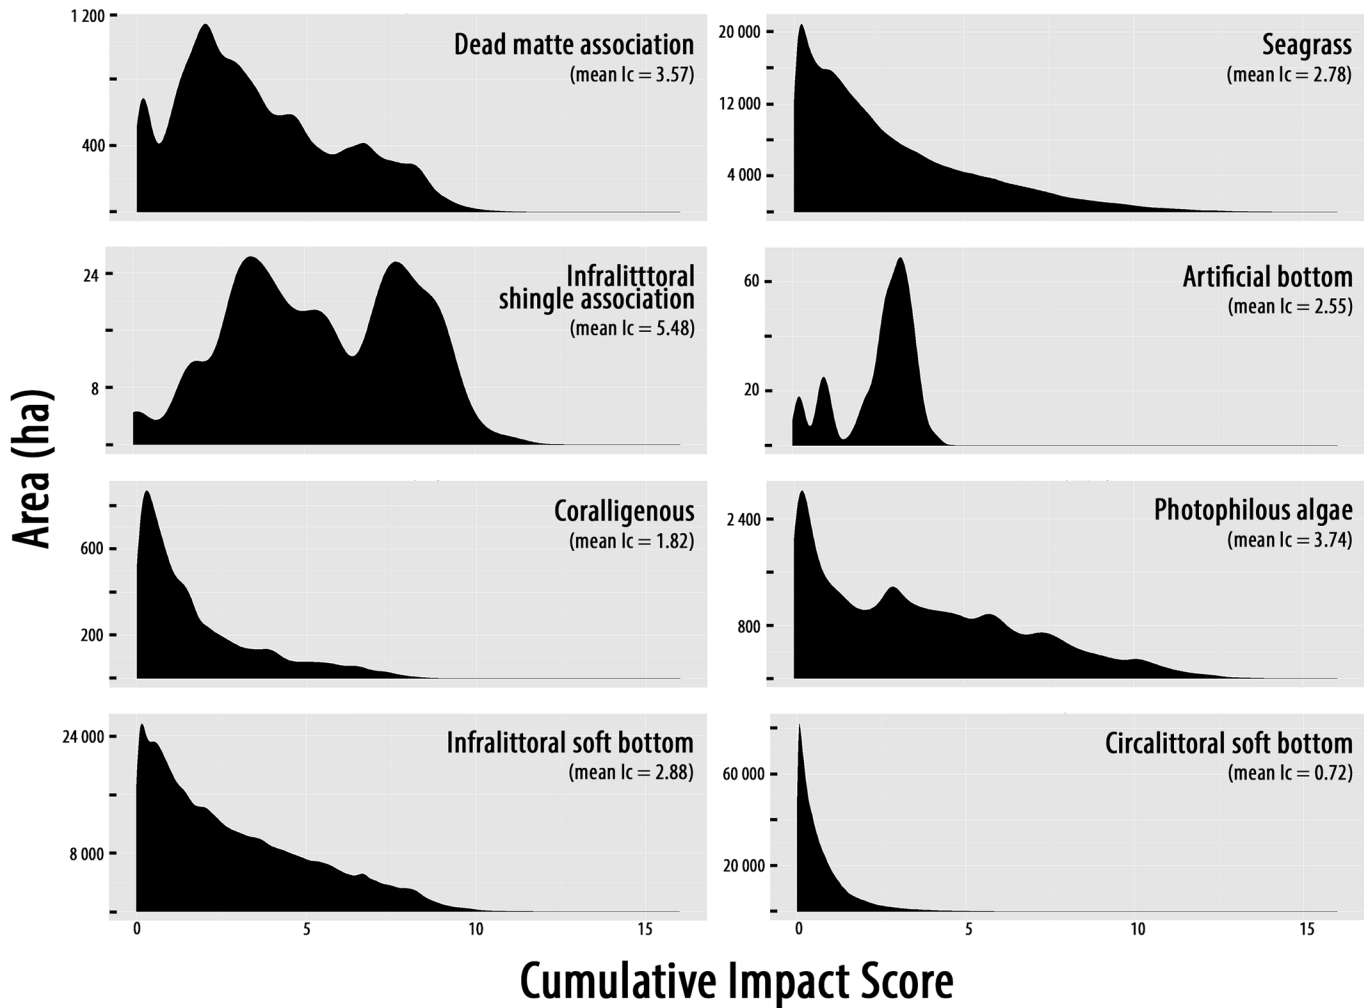 1 200
400
Dead matte association
(mean Ic = 3.57)
20 000
12 000
4 000
Seagrass
(mean Ic = 2.78)
24
8
Infralitttoral
shingle association
(mean Ic = 5.48)
60
20
Artificial bottom
(mean Ic = 2.55)
Area (ha)
600
200
Coralligenous
(mean Ic = 1.82)
2 400
800
Photophilous algae
(mean Ic = 3.74)
24 000
8 000
Infralittoral soft bottom
(mean Ic = 2.88)
0 5 10 15
60 000
20 000
Circalittoral soft bottom
(mean Ic = 0.72)
0 5 10 15
Cumulative Impact Score